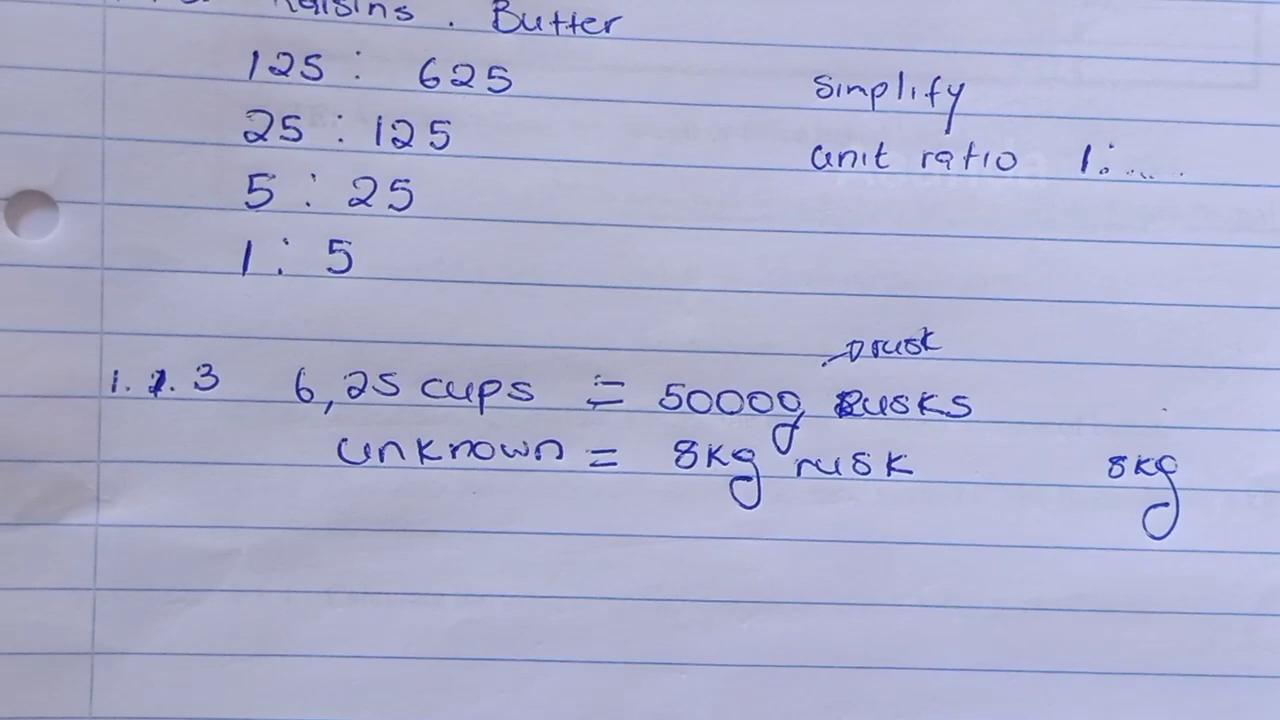 Raisins . Butter
125 : 625
simplify
25 : 125
unit ratio 1:.....
5 : 25
1 : 5
rusk
1.2.3 6,25 cups = 5000g Rusks
unknown = 8kg rusk 8kg